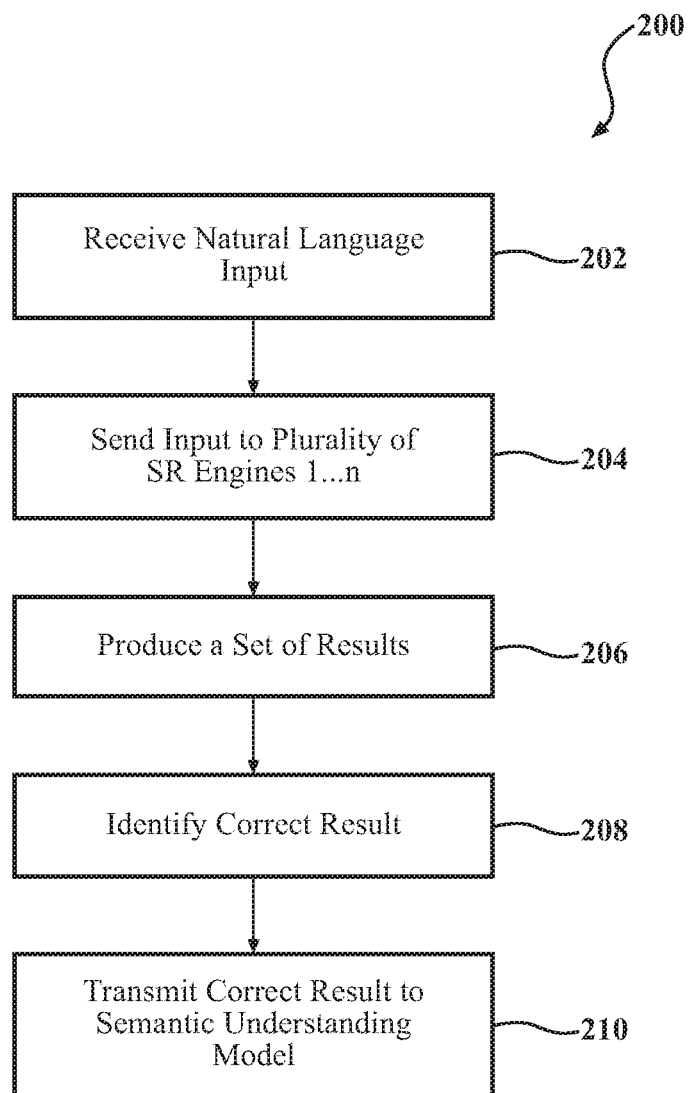 200
Receive Natural Language
Input
202
Send Input to Plurality of
SR Engines 1...n
204
Produce a Set of Results
206
Identify Correct Result
208
Transmit Correct Result to
Semantic Understanding
Model
210